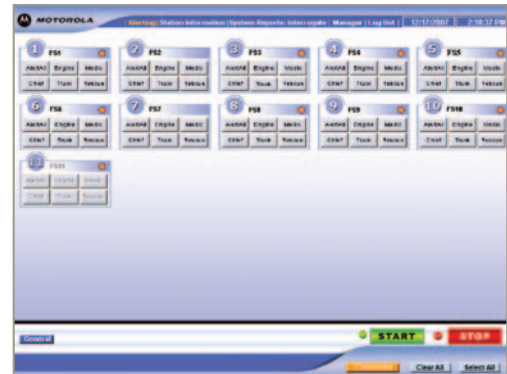 MOTOROLA
Alerting | Station Information | System Reports | Interrogate | Manager | Log Out | 12/17/2007 2:18:37 PM
1 FS1 2 FS2 3 FS3 4 FS4 5 FS5
AlertAll Engine Medic AlertAll Engine Medic AlertAll Engine Medic AlertAll Engine Medic AlertAll Engine Medic
Chief Truck Rescue Chief Truck Rescue Chief Truck Rescue Chief Truck Rescue Chief Truck Rescue
6 FS6 7 FS7 8 FS8 9 FS9 10 FS10
AlertAll Engine Medic AlertAll Engine Medic AlertAll Engine Medic AlertAll Engine Medic AlertAll Engine Medic
Chief Truck Rescue Chief Truck Rescue Chief Truck Rescue Chief Truck Rescue Chief Truck Rescue
11 FS11
AlertAll Engine Medic
Chief Truck Rescue
General START STOP
Clear All Select All